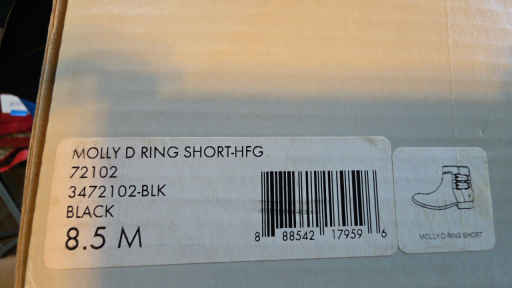 MOLLY D RING SHORT-HFG
72102
3472102-BLK
BLACK
8.5 M
8 88542 17959 6
MOLLY D RING SHORT